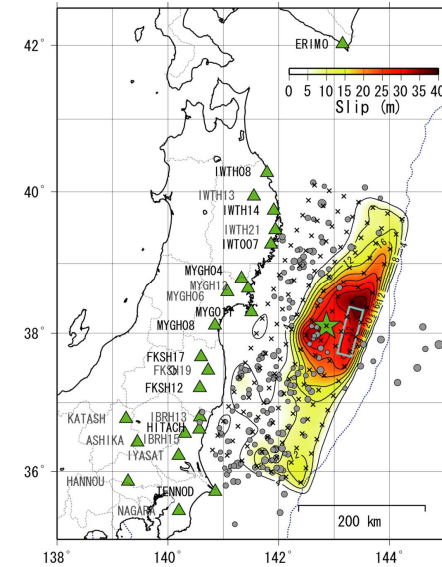 42°
ERIMO
0 5 10 15 20 25 30 35 40
Slip (m)
IWTH08
40°
IWTH13
IWTH14
IWTH21
IWT007
MYGH04
MYGH12
MYGH06
MYG011
38°
MYGH08
FKSH17
FKSH19
FKSH12
KATASH
IBRH13
HITACH
ASHIKA
IBRH15
IYASAT
36°
HANNOU
TENNOD
NAGARA
200 km
138° 140° 142° 144°